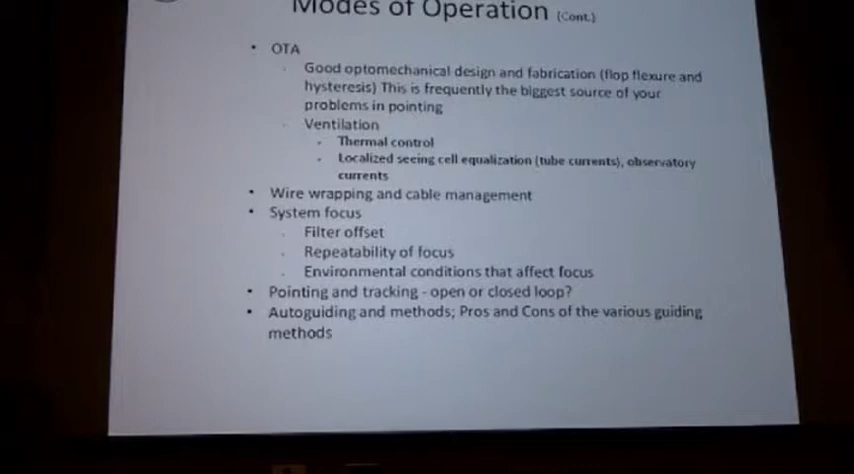 Modes of Operation (Cont.)
• OTA
Good optomechanical design and fabrication (flop flexure and
hysteresis) This is frequently the biggest source of your
problems in pointing
Ventilation
Thermal control
Localized seeing cell equalization (tube currents), observatory
currents
• Wire wrapping and cable management
• System focus
Filter offset
Repeatability of focus
Environmental conditions that affect focus
• Pointing and tracking - open or closed loop?
• Autoguiding and methods; Pros and Cons of the various guiding
methods